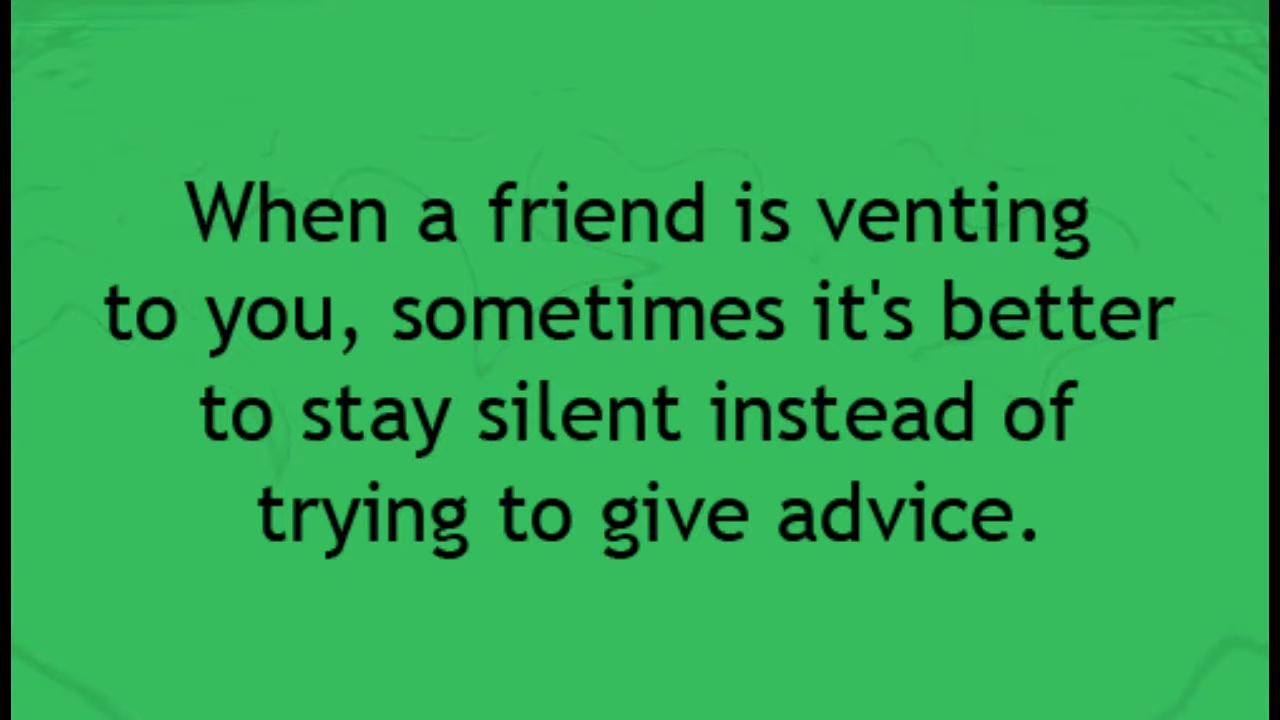 When a friend is venting
to you, sometimes it's better
to stay silent instead of
trying to give advice.